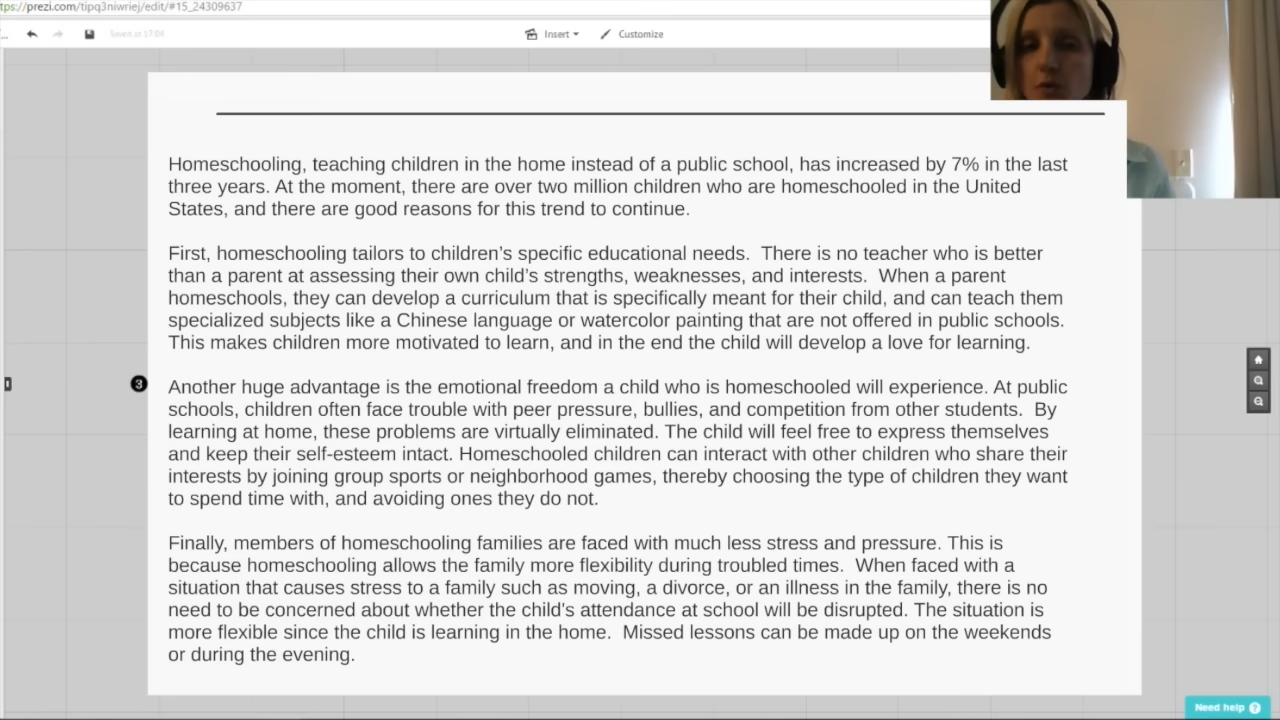 tps://prezi.com/tipq3niwriej/edit/#15_24309637
... Saved at 17:04 Insert Customize
Homeschooling, teaching children in the home instead of a public school, has increased by 7% in the last
three years. At the moment, there are over two million children who are homeschooled in the United
States, and there are good reasons for this trend to continue.
First, homeschooling tailors to children’s specific educational needs.  There is no teacher who is better
than a parent at assessing their own child’s strengths, weaknesses, and interests.  When a parent
homeschools, they can develop a curriculum that is specifically meant for their child, and can teach them
specialized subjects like a Chinese language or watercolor painting that are not offered in public schools.
This makes children more motivated to learn, and in the end the child will develop a love for learning.
3
Another huge advantage is the emotional freedom a child who is homeschooled will experience. At public
schools, children often face trouble with peer pressure, bullies, and competition from other students.  By
learning at home, these problems are virtually eliminated. The child will feel free to express themselves
and keep their self-esteem intact. Homeschooled children can interact with other children who share their
interests by joining group sports or neighborhood games, thereby choosing the type of children they want
to spend time with, and avoiding ones they do not.
Finally, members of homeschooling families are faced with much less stress and pressure. This is
because homeschooling allows the family more flexibility during troubled times.  When faced with a
situation that causes stress to a family such as moving, a divorce, or an illness in the family, there is no
need to be concerned about whether the child's attendance at school will be disrupted. The situation is
more flexible since the child is learning in the home.  Missed lessons can be made up on the weekends
or during the evening.
Need help ?